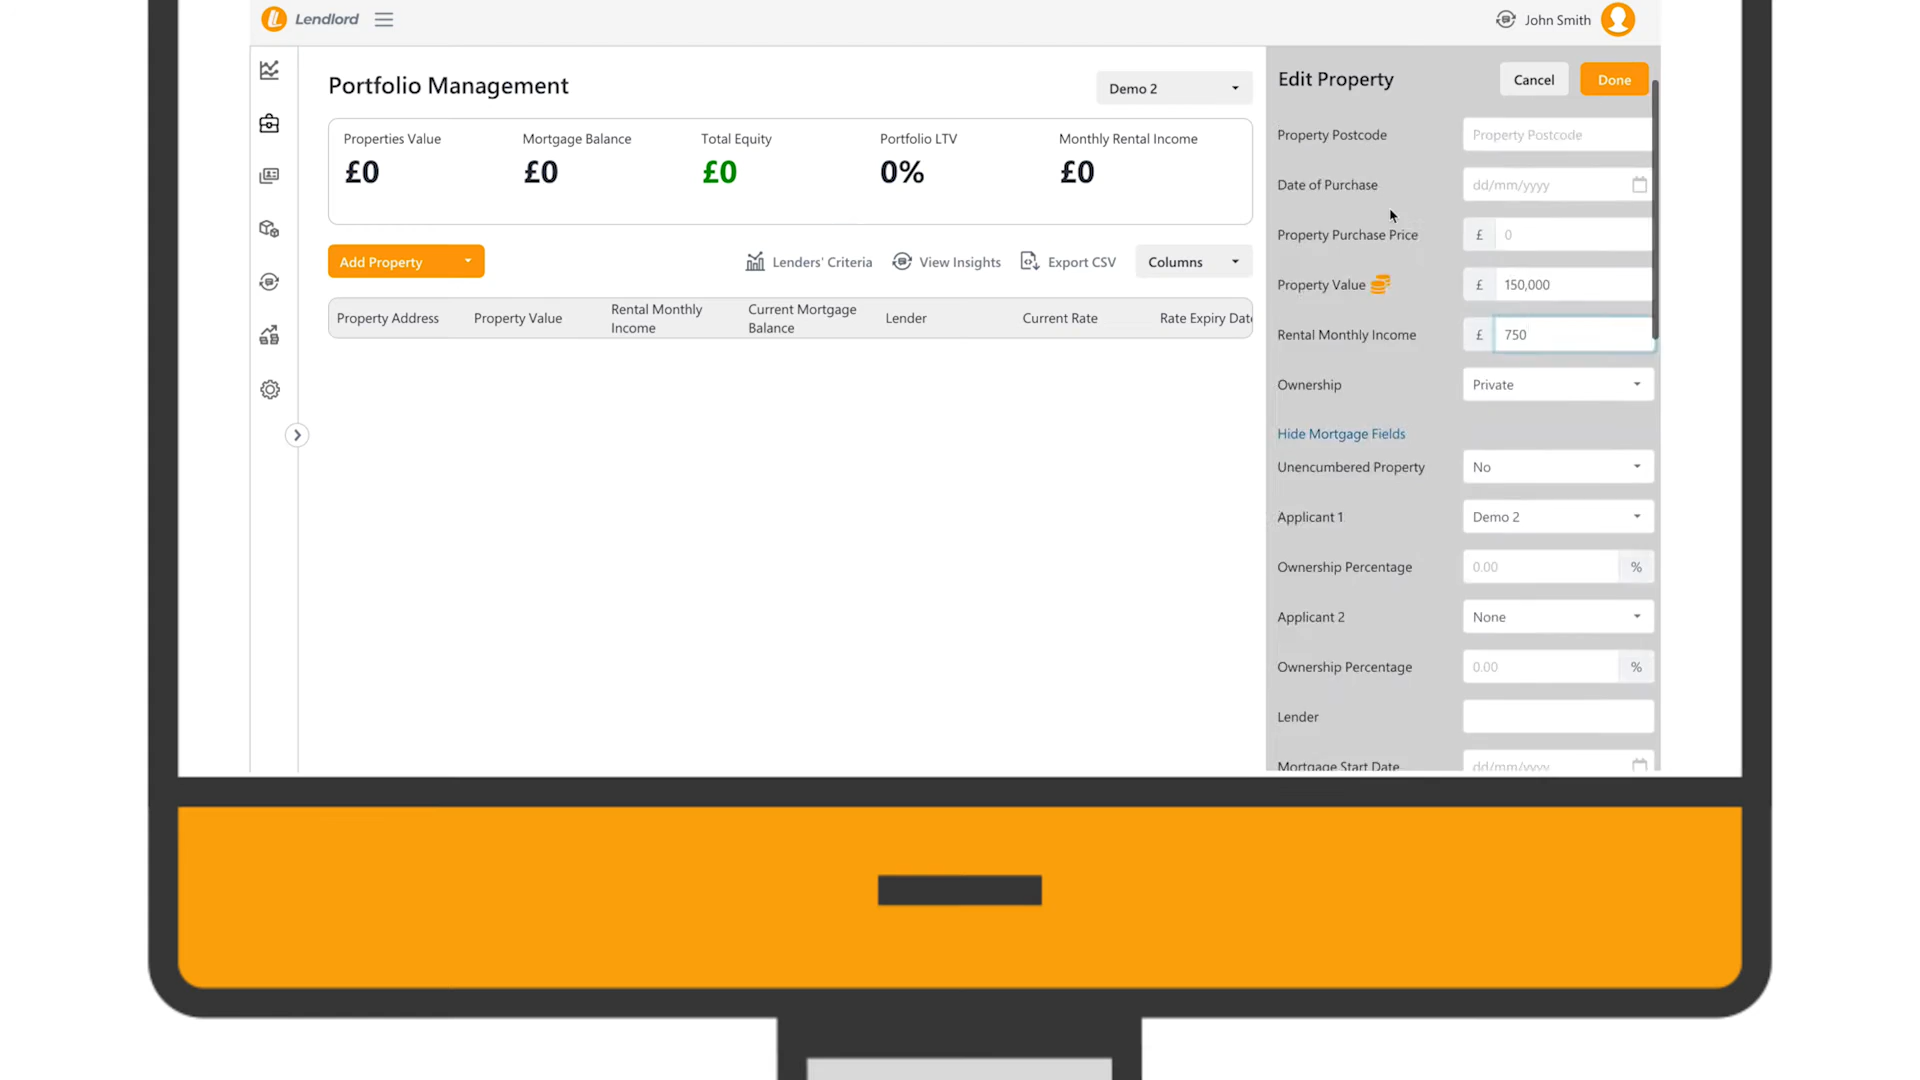 Lendlord
John Smith
Portfolio Management
Demo 2
Properties Value
£0
Mortgage Balance
£0
Total Equity
£0
Portfolio LTV
0%
Monthly Rental Income
£0
Add Property
Lenders' Criteria
View Insights
Export CSV
Columns
Property Address
Property Value
Rental Monthly
Income
Current Mortgage
Balance
Lender
Current Rate
Rate Expiry Date
Edit Property
Cancel
Done
Property Postcode
Property Postcode
Date of Purchase
dd/mm/yyyy
Property Purchase Price
£ 0
Property Value
£ 150,000
Rental Monthly Income
£ 750
Ownership
Private
Hide Mortgage Fields
Unencumbered Property
No
Applicant 1
Demo 2
Ownership Percentage
0.00 %
Applicant 2
None
Ownership Percentage
0.00 %
Lender
Mortgage Start Date
dd/mm/yyyy